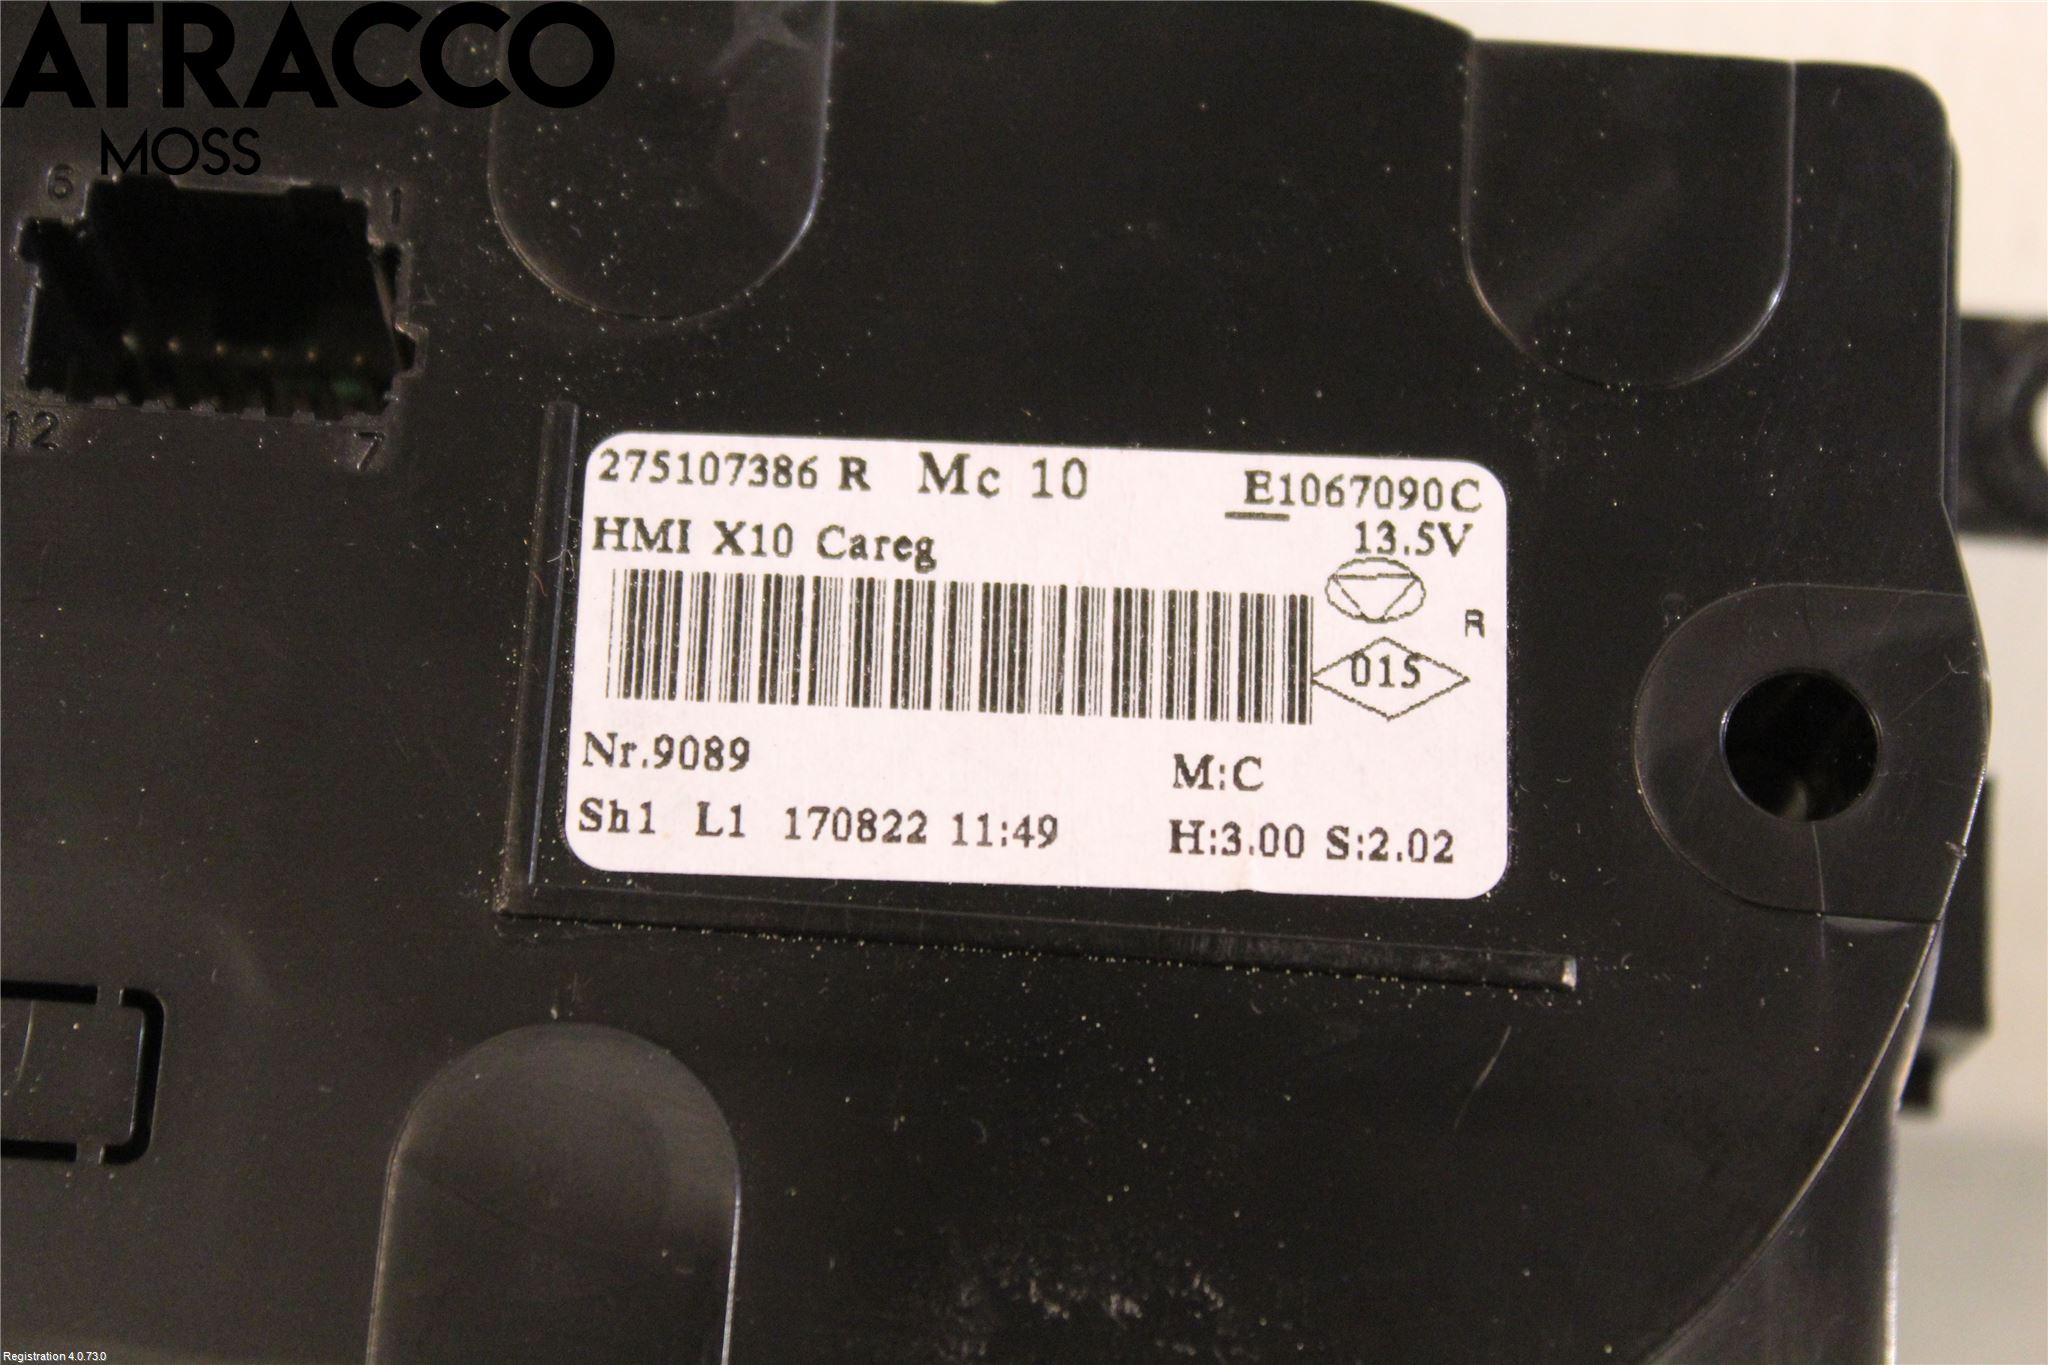 ATRACCO
MOSS
6 1
12 7
275107386 R Mc 10 E1067090C
HMI X10 Careg 13.5V
R
015
Nr.9089 M:C
Sh1 L1 170822 11:49 H:3.00 S:2.02
Registration 4.0.73.0